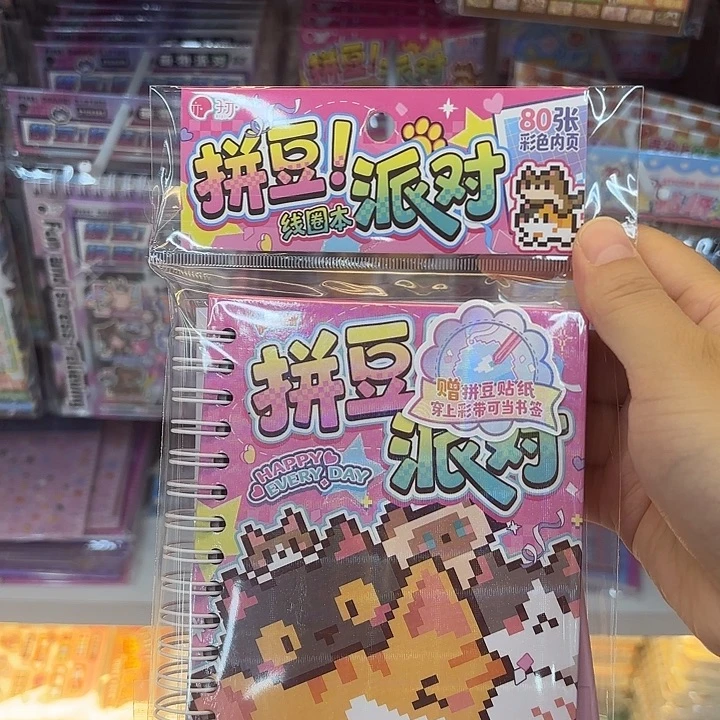 80张
彩色内页
拼豆！派对
线圈本
拼豆
派对
赠拼豆贴纸
穿上彩带可当书签
HAPPY
EVERY DAY